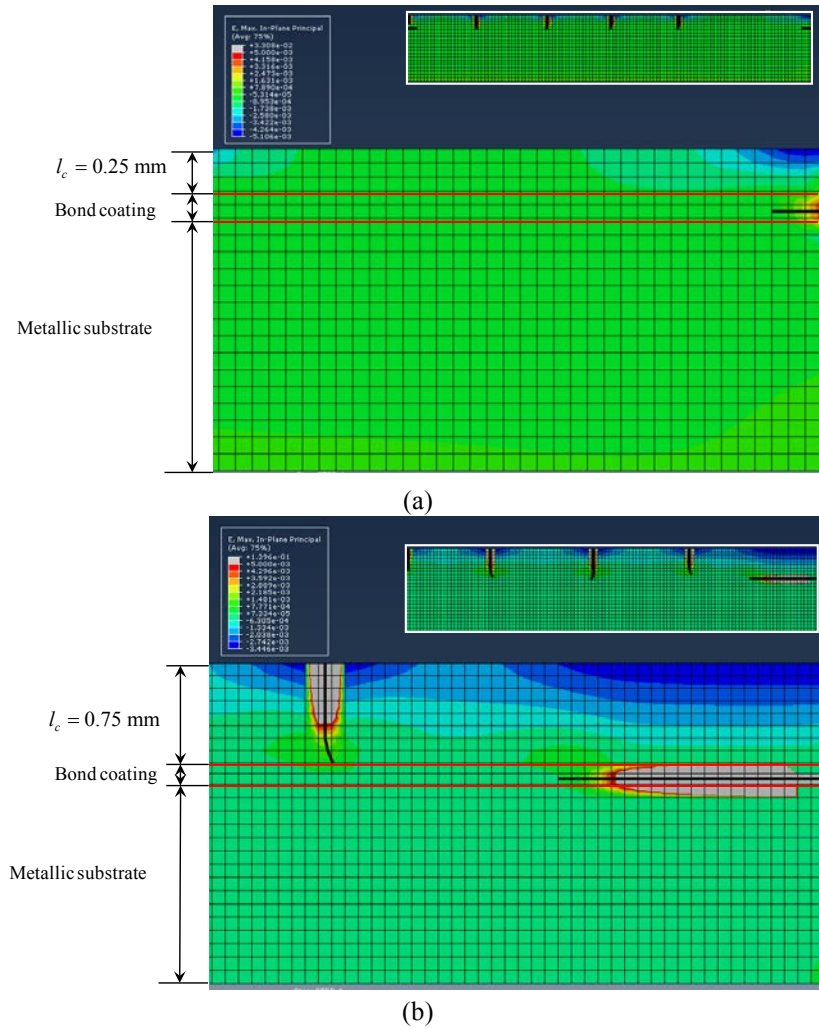 E, Max. In-Plane Principal
(Avg: 75%)
+3.308e-02
+5.000e-03
+4.158e-03
+3.316e-03
+2.473e-03
+1.631e-03
+7.890e-04
-5.314e-05
-8.953e-04
-1.738e-03
-2.580e-03
-3.422e-03
-4.264e-03
-5.106e-03
l_c = 0.25 mm
Bond coating
Metallic substrate
(a)
E, Max. In-Plane Principal
(Avg: 75%)
+1.396e-01
+5.000e-03
+4.296e-03
+3.592e-03
+2.889e-03
+2.185e-03
+1.481e-03
+7.771e-04
+7.334e-05
-6.305e-04
-1.334e-03
-2.038e-03
-2.742e-03
-3.446e-03
l_c = 0.75 mm
Bond coating
Metallic substrate
(b)